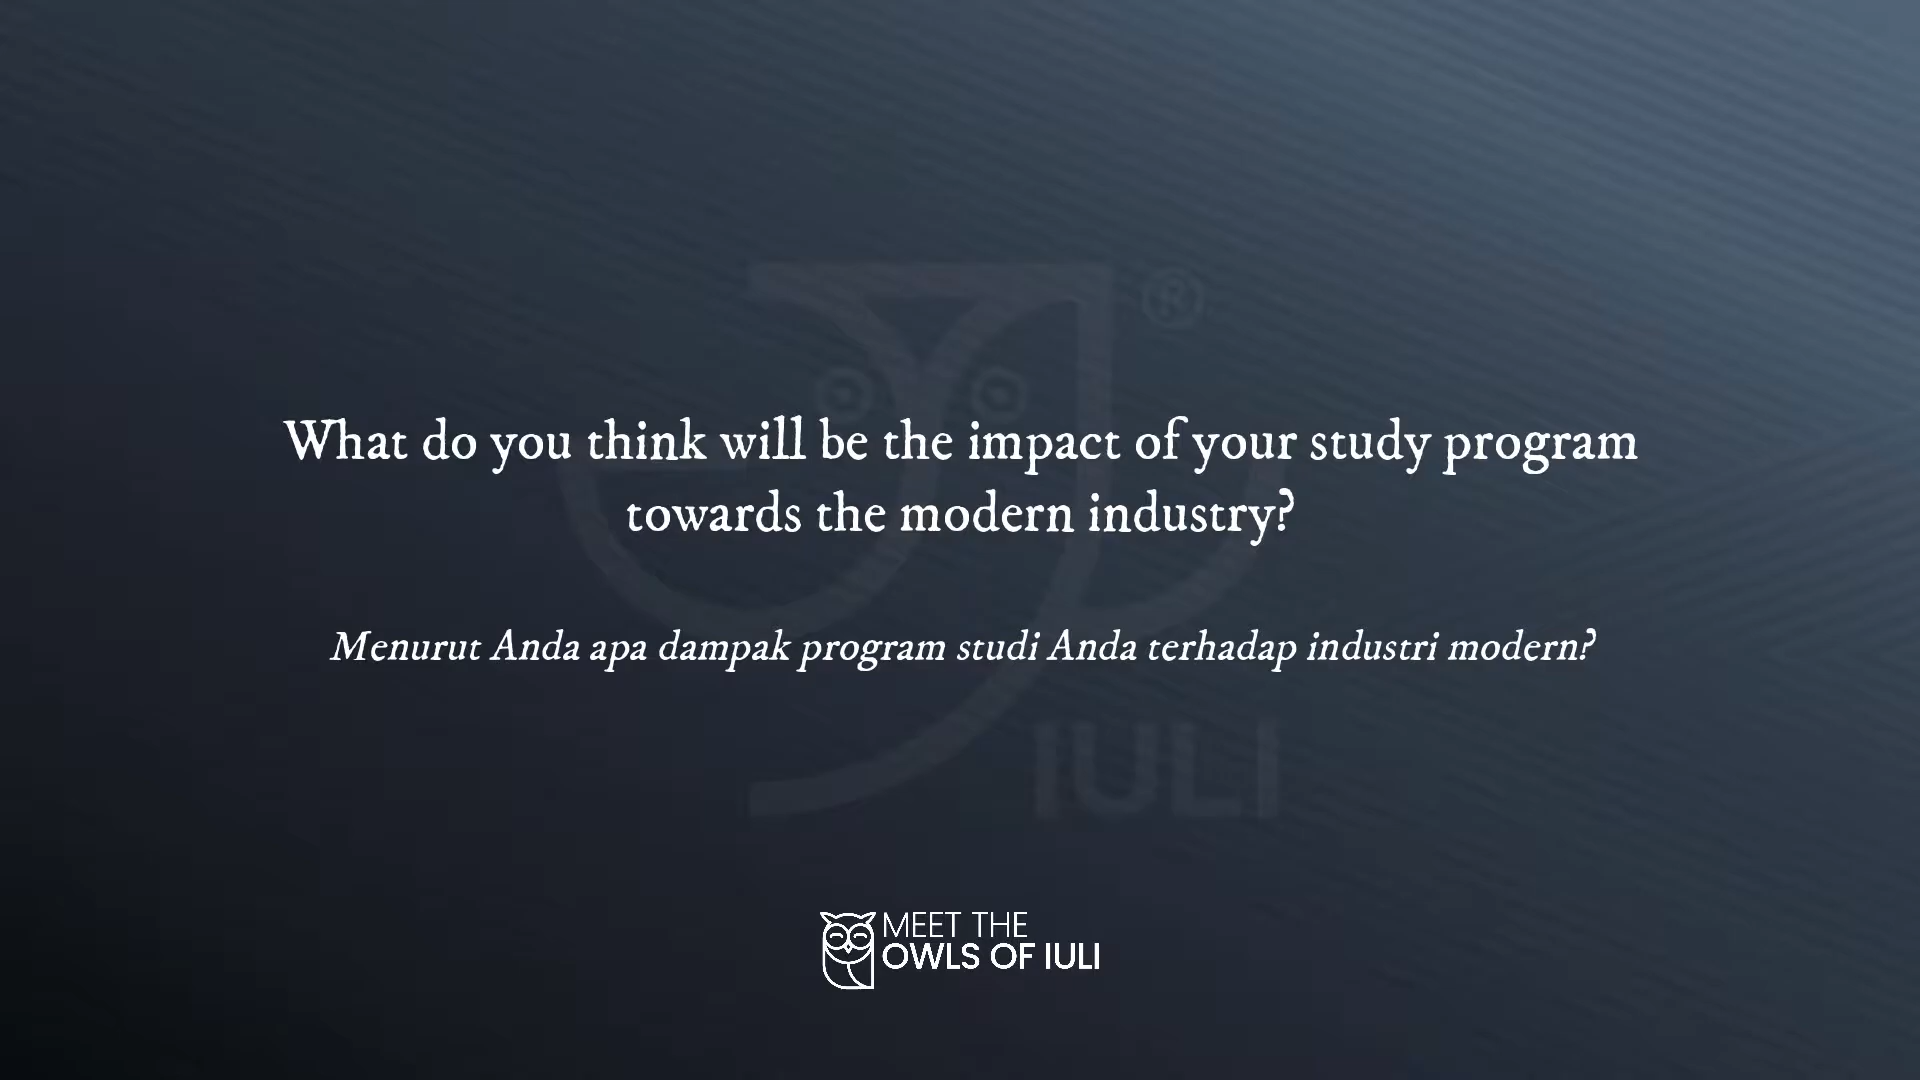 What do you think will be the impact of your study program
towards the modern industry?
Menurut Anda apa dampak program studi Anda terhadap industri modern?
®
IULI
MEET THE
OWLS OF IULI